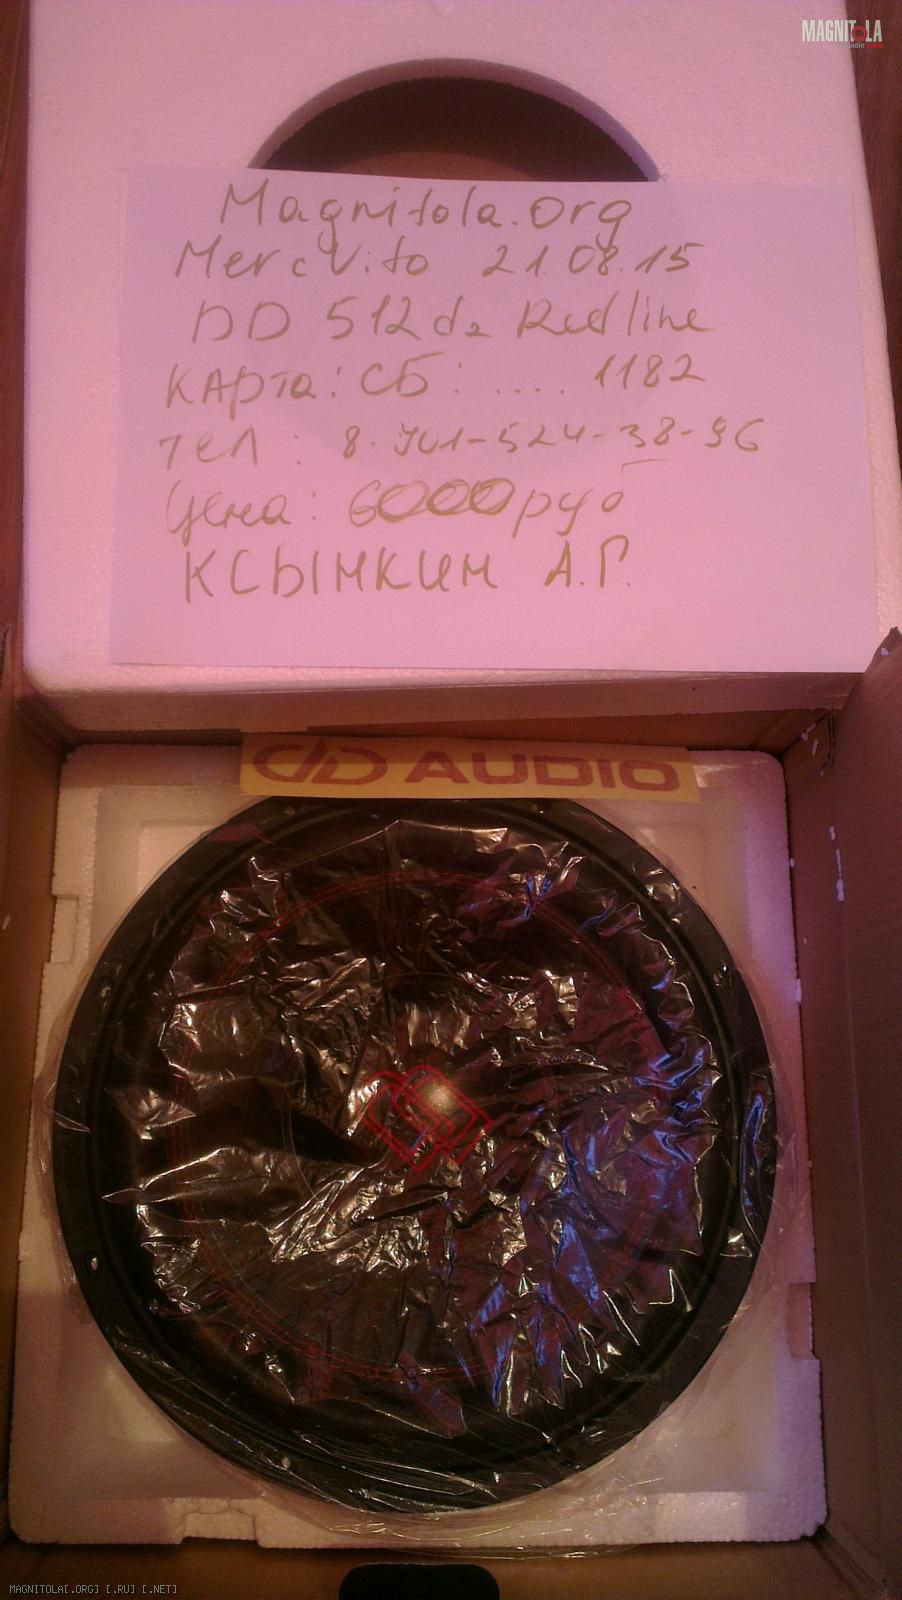 MAGNITOLA
Magnitola.Org
MercVito 21.08.15
DD 512d2 Redline
Карта: СБ: .... 1182
тел: 8-901-524-38-96
Цена: 6000 руб
КСЫНКИН А.Г.
DD AUDIO
MAGNITOLA[.ORG] [.RU] [.NET]